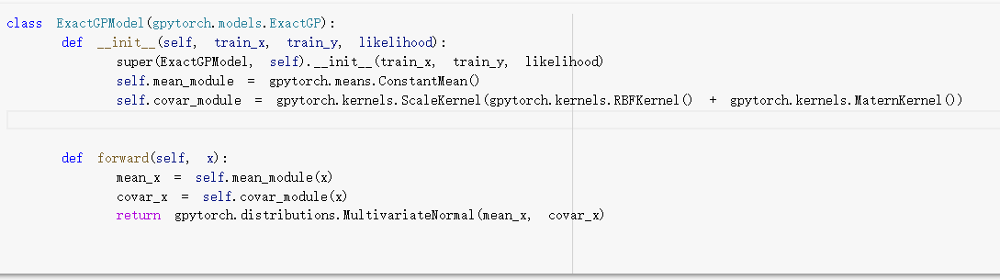 class ExactGPModel(gpytorch.models.ExactGP):
def __init__(self, train_x, train_y, likelihood):
super(ExactGPModel, self).__init__(train_x, train_y, likelihood)
self.mean_module = gpytorch.means.ConstantMean()
self.covar_module = gpytorch.kernels.ScaleKernel(gpytorch.kernels.RBFKernel() + gpytorch.kernels.MaternKernel())
def forward(self, x):
mean_x = self.mean_module(x)
covar_x = self.covar_module(x)
return gpytorch.distributions.MultivariateNormal(mean_x, covar_x)